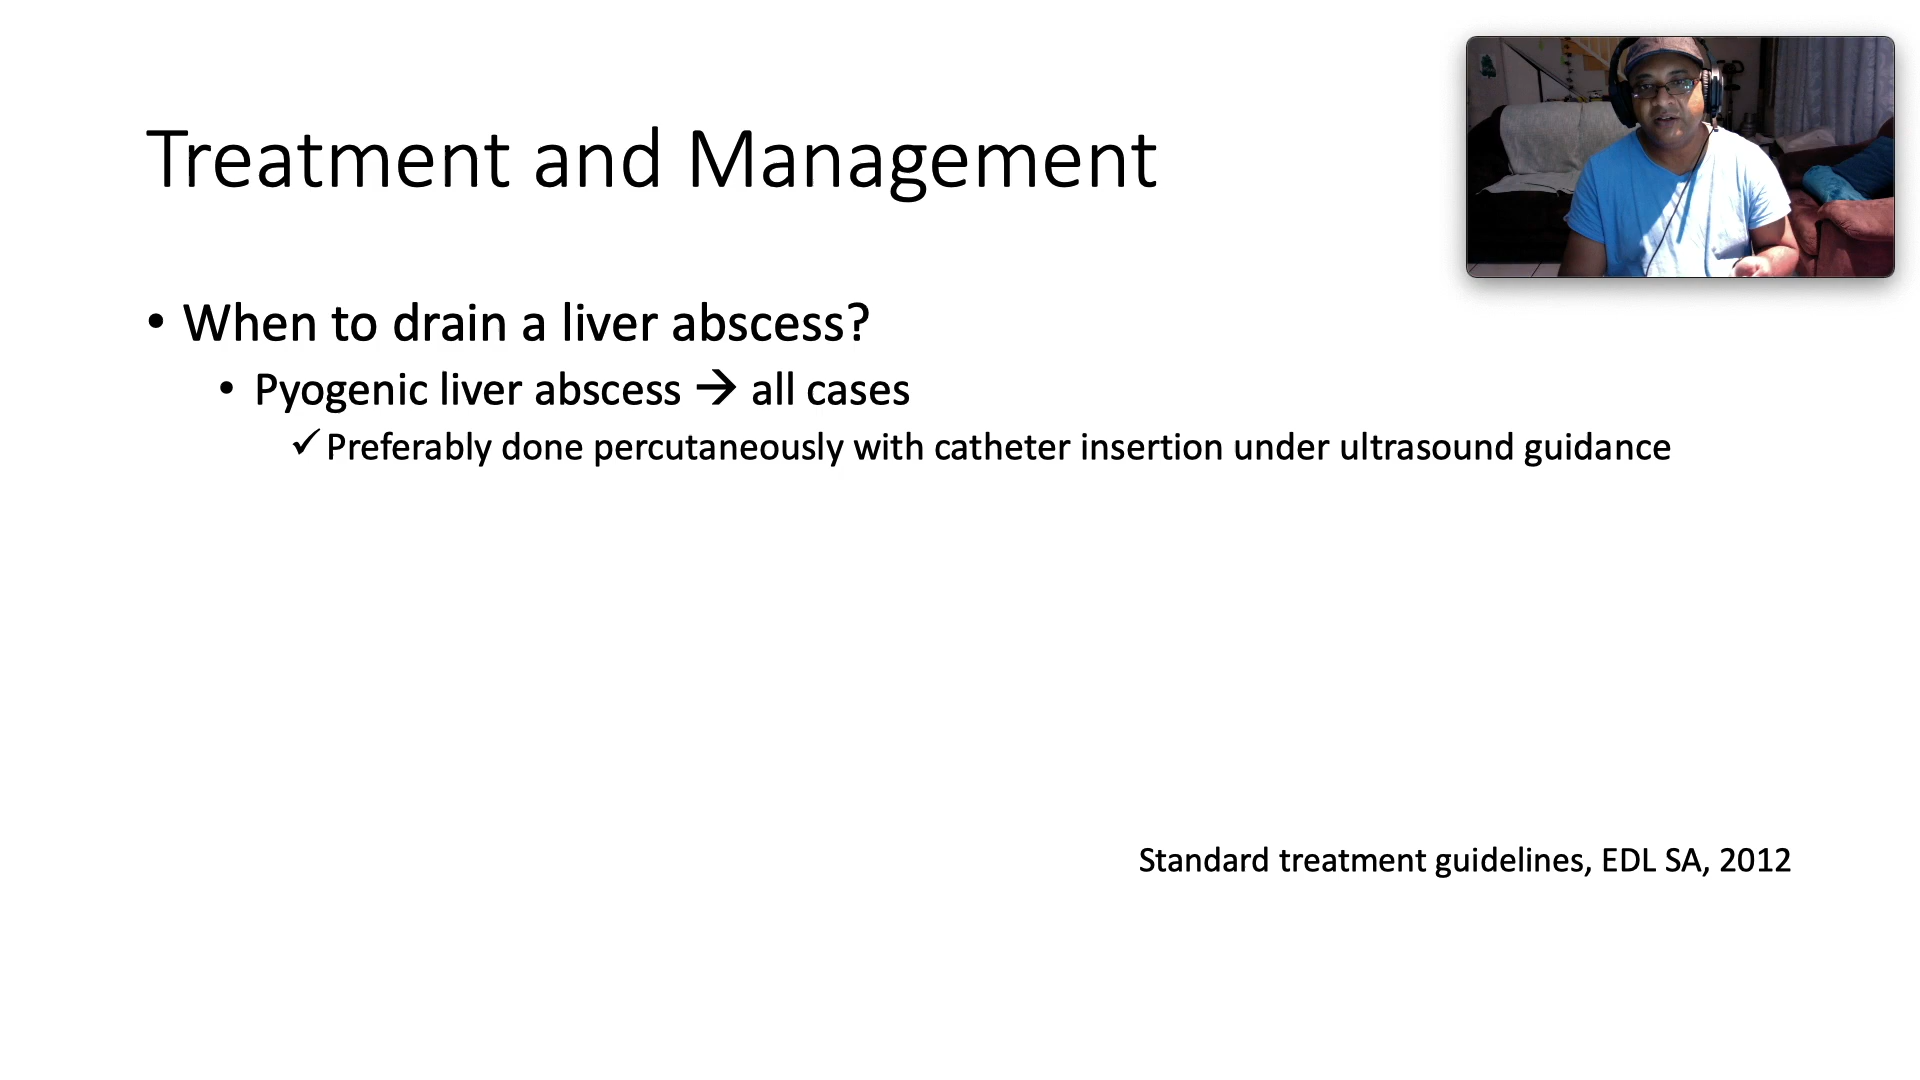 Treatment and Management
• When to drain a liver abscess?
• Pyogenic liver abscess → all cases
✓ Preferably done percutaneously with catheter insertion under ultrasound guidance
Standard treatment guidelines, EDL SA, 2012